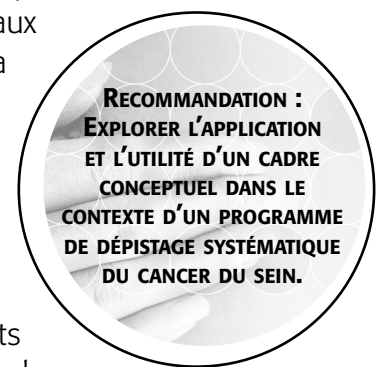 aux
a
RECOMMANDATION :
EXPLORER L'APPLICATION
ET L'UTILITÉ D'UN CADRE
CONCEPTUEL DANS LE
CONTEXTE D'UN PROGRAMME
DE DÉPISTAGE SYSTÉMATIQUE
DU CANCER DU SEIN.
ts